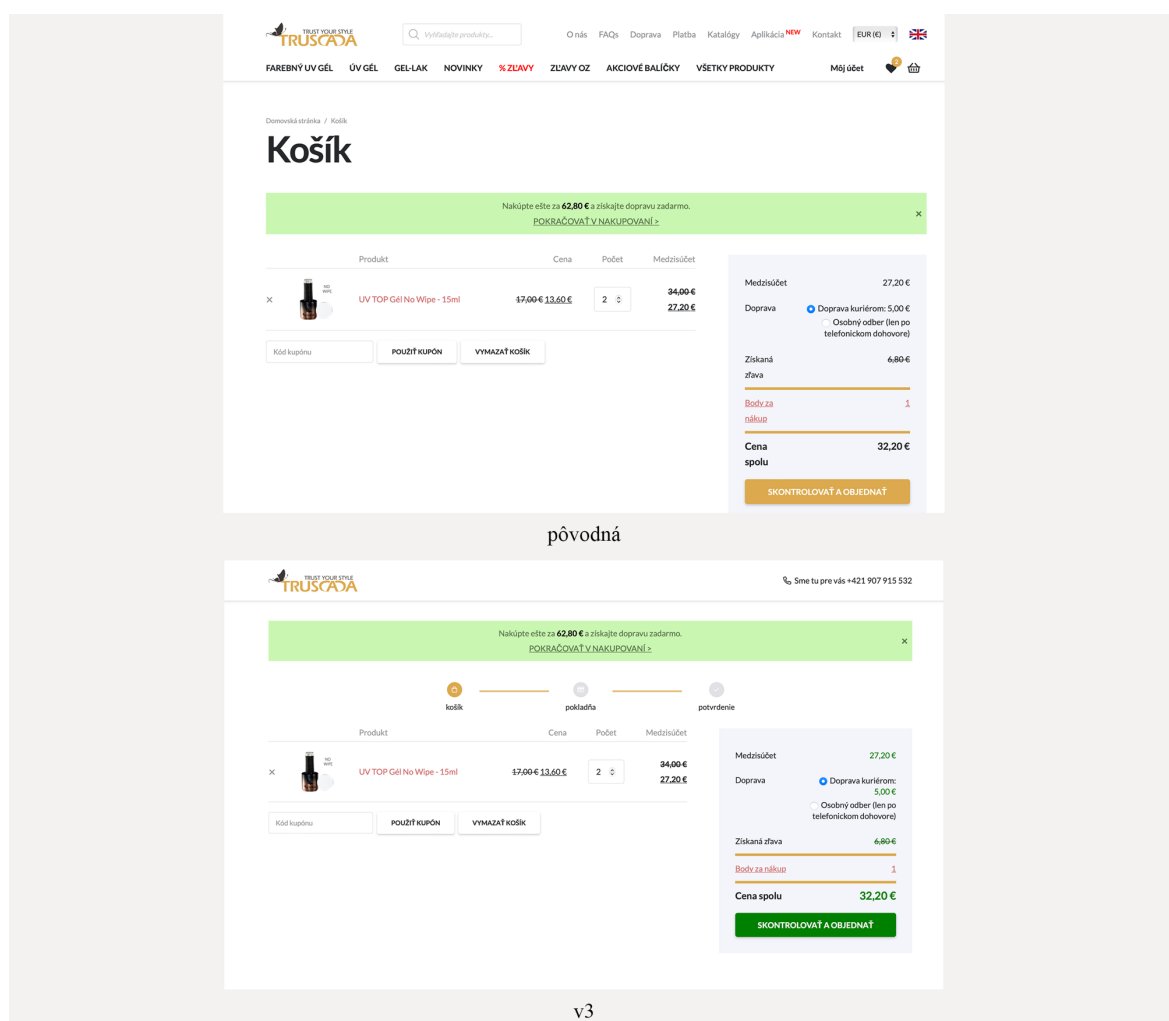 TRUST YOUR STYLE
TRUSCADA
Vyhľadajte produkty...
O nás FAQs Doprava Platba Katalógy Aplikácia NEW Kontakt EUR (€)
FAREBNÝ UV GÉL ÚV GÉL GEL-LAK NOVINKY % ZĽAVY ZĽAVY OZ AKCIOVÉ BALÍČKY VŠETKY PRODUKTY Môj účet 2
Domovská stránka / Košík
Košík
Nakúpte ešte za 62,80 € a získajte dopravu zadarmo.
POKRAČOVAŤ V NAKUPOVANÍ >
×
Produkt Cena Počet Medzisúčet
× NO WIPE UV TOP Gél No Wipe - 15ml 17,00 € 13,60 € 2 34,00 €
27,20 €
Kód kupónu POUŽIŤ KUPÓN VYMAZAŤ KOŠÍK
Medzisúčet 27,20 €
Doprava Doprava kuriérom: 5,00 €
Osobný odber (len po
telefonickom dohovore)
Získaná 6,80 €
zľava
Body za 1
nákup
Cena 32,20 €
spolu
SKONTROLOVAŤ A OBJEDNAŤ
pôvodná
TRUST YOUR STYLE
TRUSCADA
Sme tu pre vás +421 907 915 532
Nakúpte ešte za 62,80 € a získajte dopravu zadarmo.
POKRAČOVAŤ V NAKUPOVANÍ >
×
košík pokladňa potvrdenie
Produkt Cena Počet Medzisúčet
× NO WIPE UV TOP Gél No Wipe - 15ml 17,00 € 13,60 € 2 34,00 €
27,20 €
Kód kupónu POUŽIŤ KUPÓN VYMAZAŤ KOŠÍK
Medzisúčet 27,20 €
Doprava Doprava kuriérom:
5,00 €
Osobný odber (len po
telefonickom dohovore)
Získaná zľava 6,80 €
Body za nákup 1
Cena spolu 32,20 €
SKONTROLOVAŤ A OBJEDNAŤ
v3